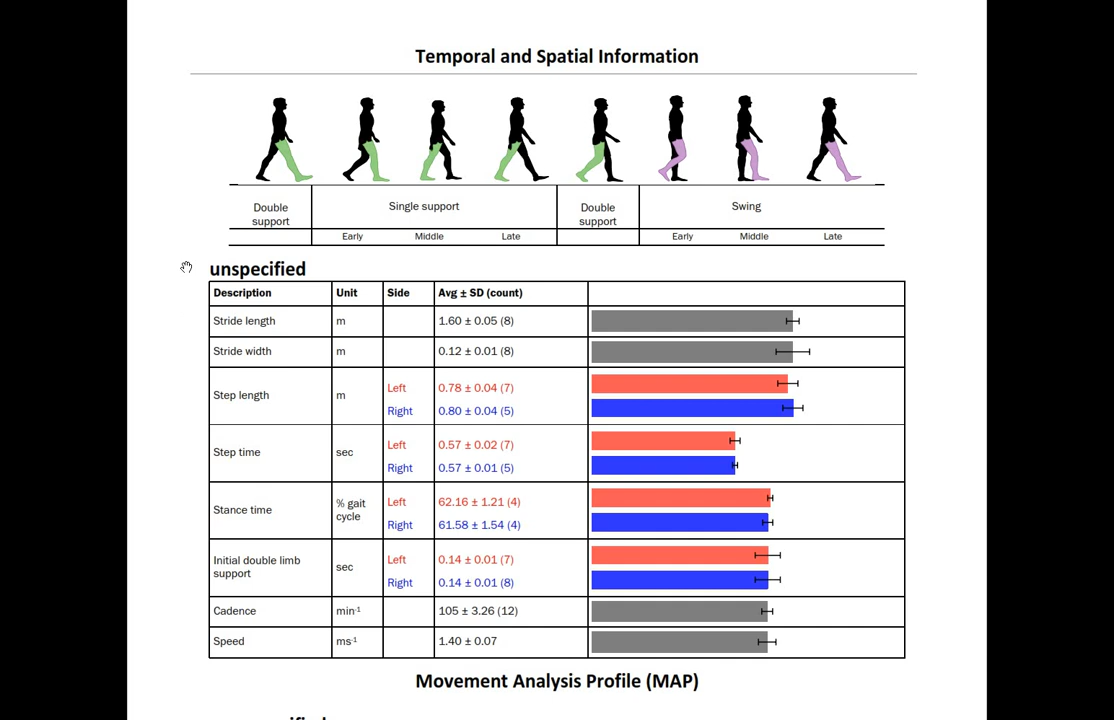 Temporal and Spatial Information
Double support Single support Double support Swing
Early Middle Late Early Middle Late
unspecified
Description Unit Side Avg ± SD (count)
Stride length m 1.60 ± 0.05 (8)
Stride width m 0.12 ± 0.01 (8)
Step length m
Left 0.78 ± 0.04 (7)
Right 0.80 ± 0.04 (5)
Step time sec
Left 0.57 ± 0.02 (7)
Right 0.57 ± 0.01 (5)
Stance time % gait cycle
Left 62.16 ± 1.21 (4)
Right 61.58 ± 1.54 (4)
Initial double limb support sec
Left 0.14 ± 0.01 (7)
Right 0.14 ± 0.01 (8)
Cadence min-1 105 ± 3.26 (12)
Speed ms-1 1.40 ± 0.07
Movement Analysis Profile (MAP)